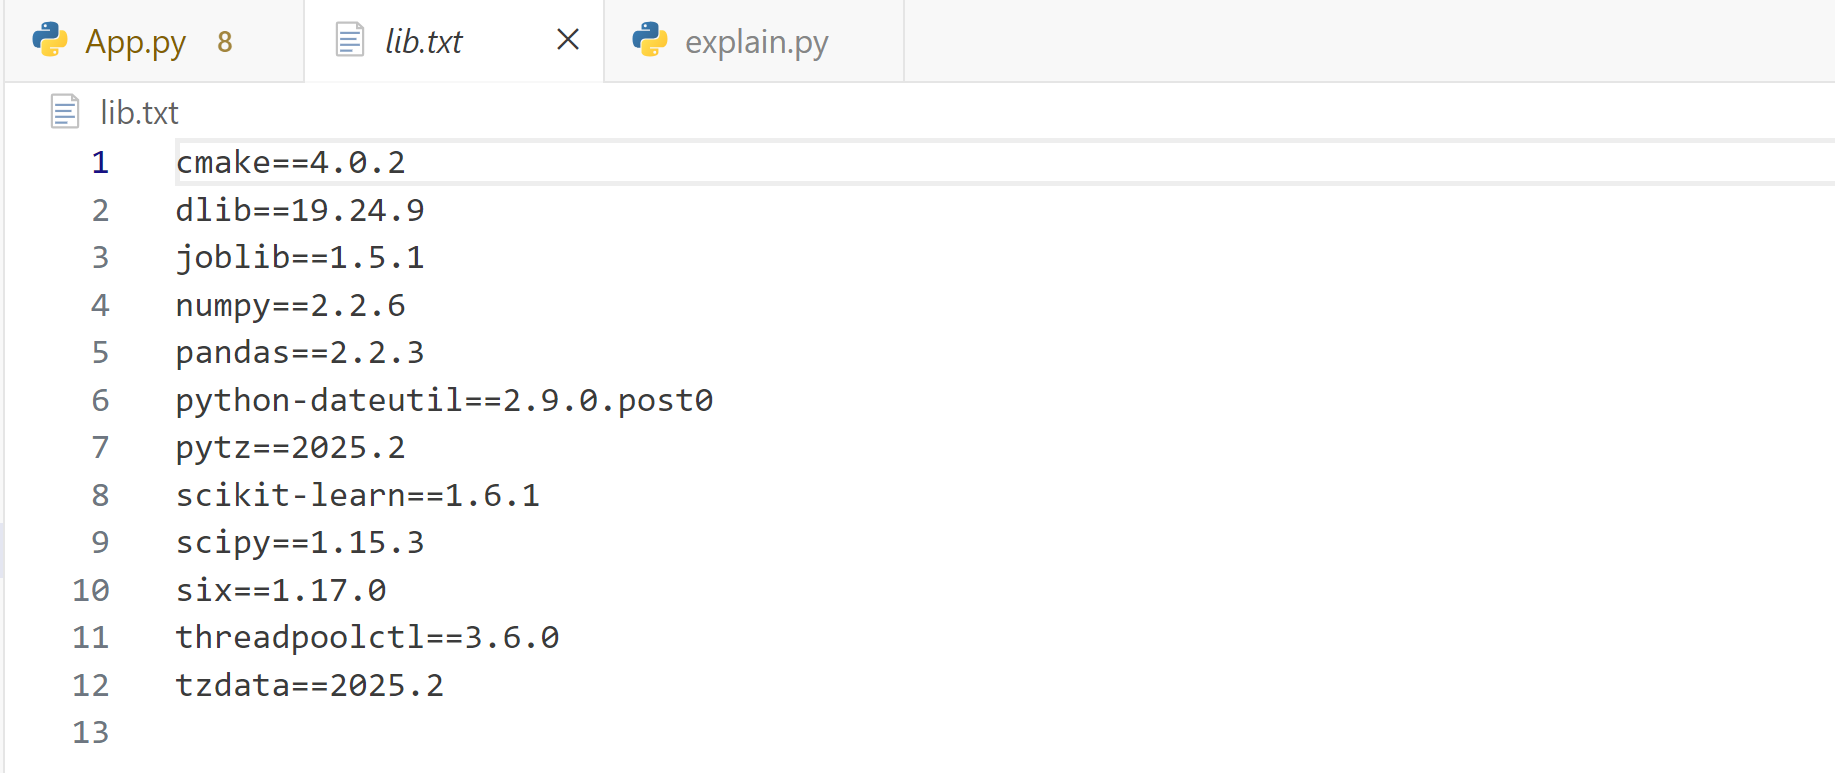 App.py 8 lib.txt explain.py
lib.txt
1 cmake==4.0.2
2 dlib==19.24.9
3 joblib==1.5.1
4 numpy==2.2.6
5 pandas==2.2.3
6 python-dateutil==2.9.0.post0
7 pytz==2025.2
8 scikit-learn==1.6.1
9 scipy==1.15.3
10 six==1.17.0
11 threadpoolctl==3.6.0
12 tzdata==2025.2
13